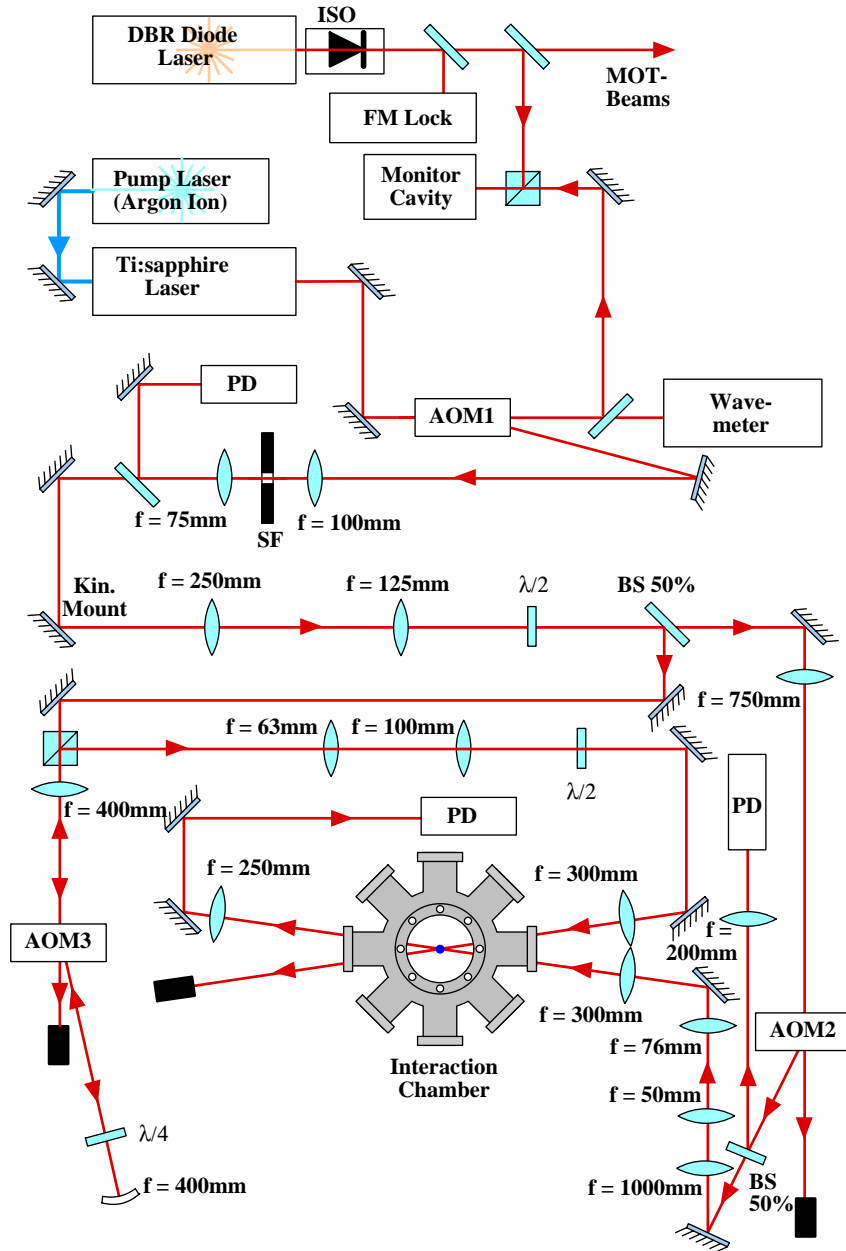 ISO
DBR Diode
Laser
MOT-
Beams
FM Lock
Pump Laser
(Argon Ion)
Monitor
Cavity
Ti:sapphire
Laser
PD
AOM1
Wave-
meter
f = 75mm
f = 100mm
SF
Kin.
Mount
f = 250mm
f = 125mm
λ/2
BS 50%
f = 750mm
f = 63mm
f = 100mm
λ/2
f = 400mm
PD
PD
f = 250mm
f = 300mm
f =
200mm
AOM3
f = 300mm
AOM2
Interaction
Chamber
f = 76mm
f = 50mm
λ/4
f = 400mm
f = 1000mm
BS
50%